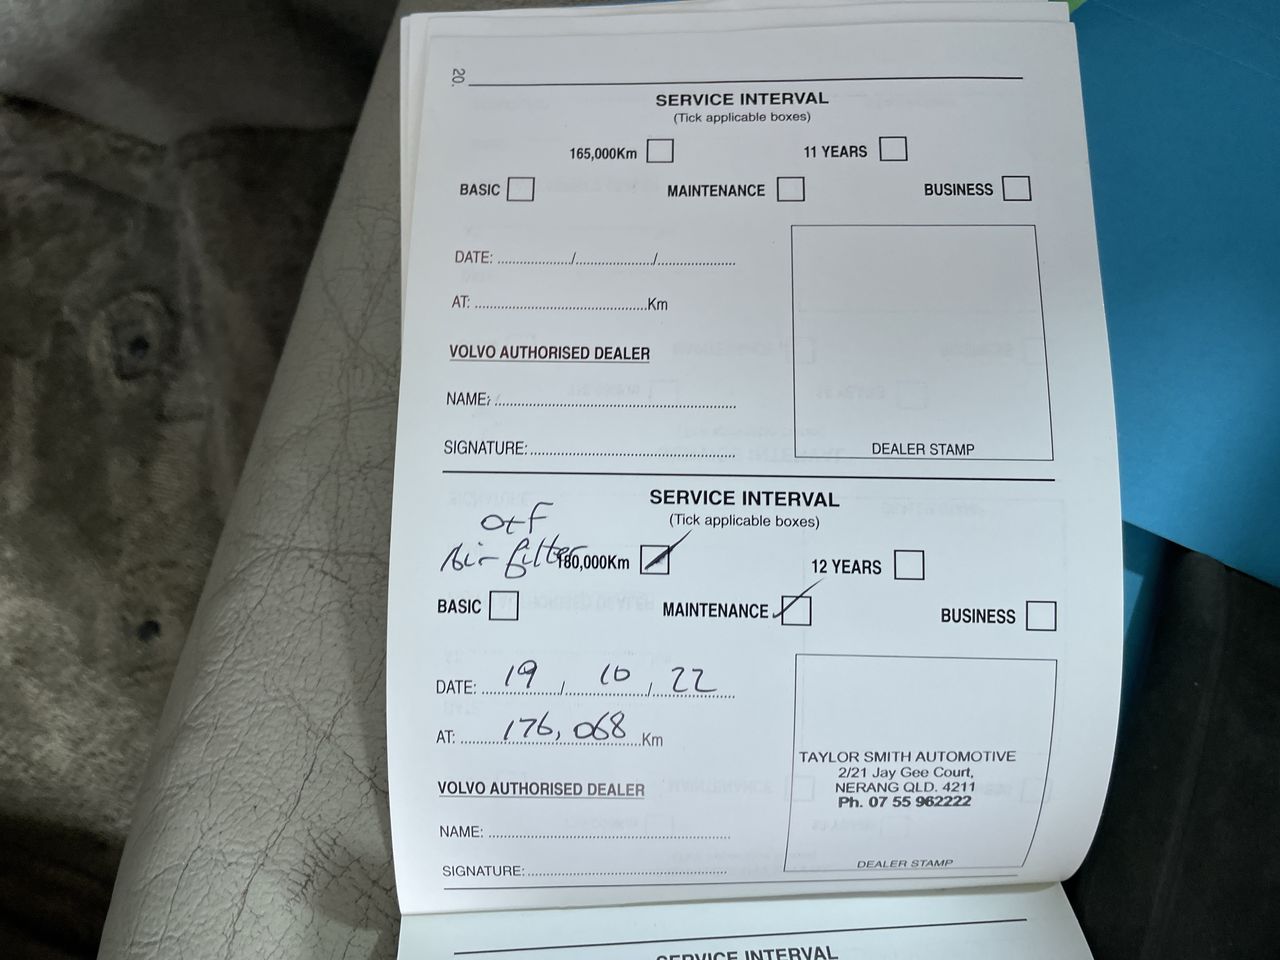 20.
SERVICE INTERVAL
(Tick applicable boxes)
165,000Km 11 YEARS
BASIC MAINTENANCE BUSINESS
DATE: ..................../...................../.....................
AT: .............................................Km
VOLVO AUTHORISED DEALER
NAME: ................................................................
SIGNATURE:.......................................................
DEALER STAMP
SERVICE INTERVAL
(Tick applicable boxes)
O+F
Air filter
180,000Km 12 YEARS
BASIC MAINTENANCE BUSINESS
DATE: 19 / 10 / 22
AT: 176,068 Km
VOLVO AUTHORISED DEALER
NAME: ................................................................
SIGNATURE:.......................................................
TAYLOR SMITH AUTOMOTIVE
2/21 Jay Gee Court,
NERANG QLD. 4211
Ph. 07 55 962222
DEALER STAMP
SERVICE INTERVAL